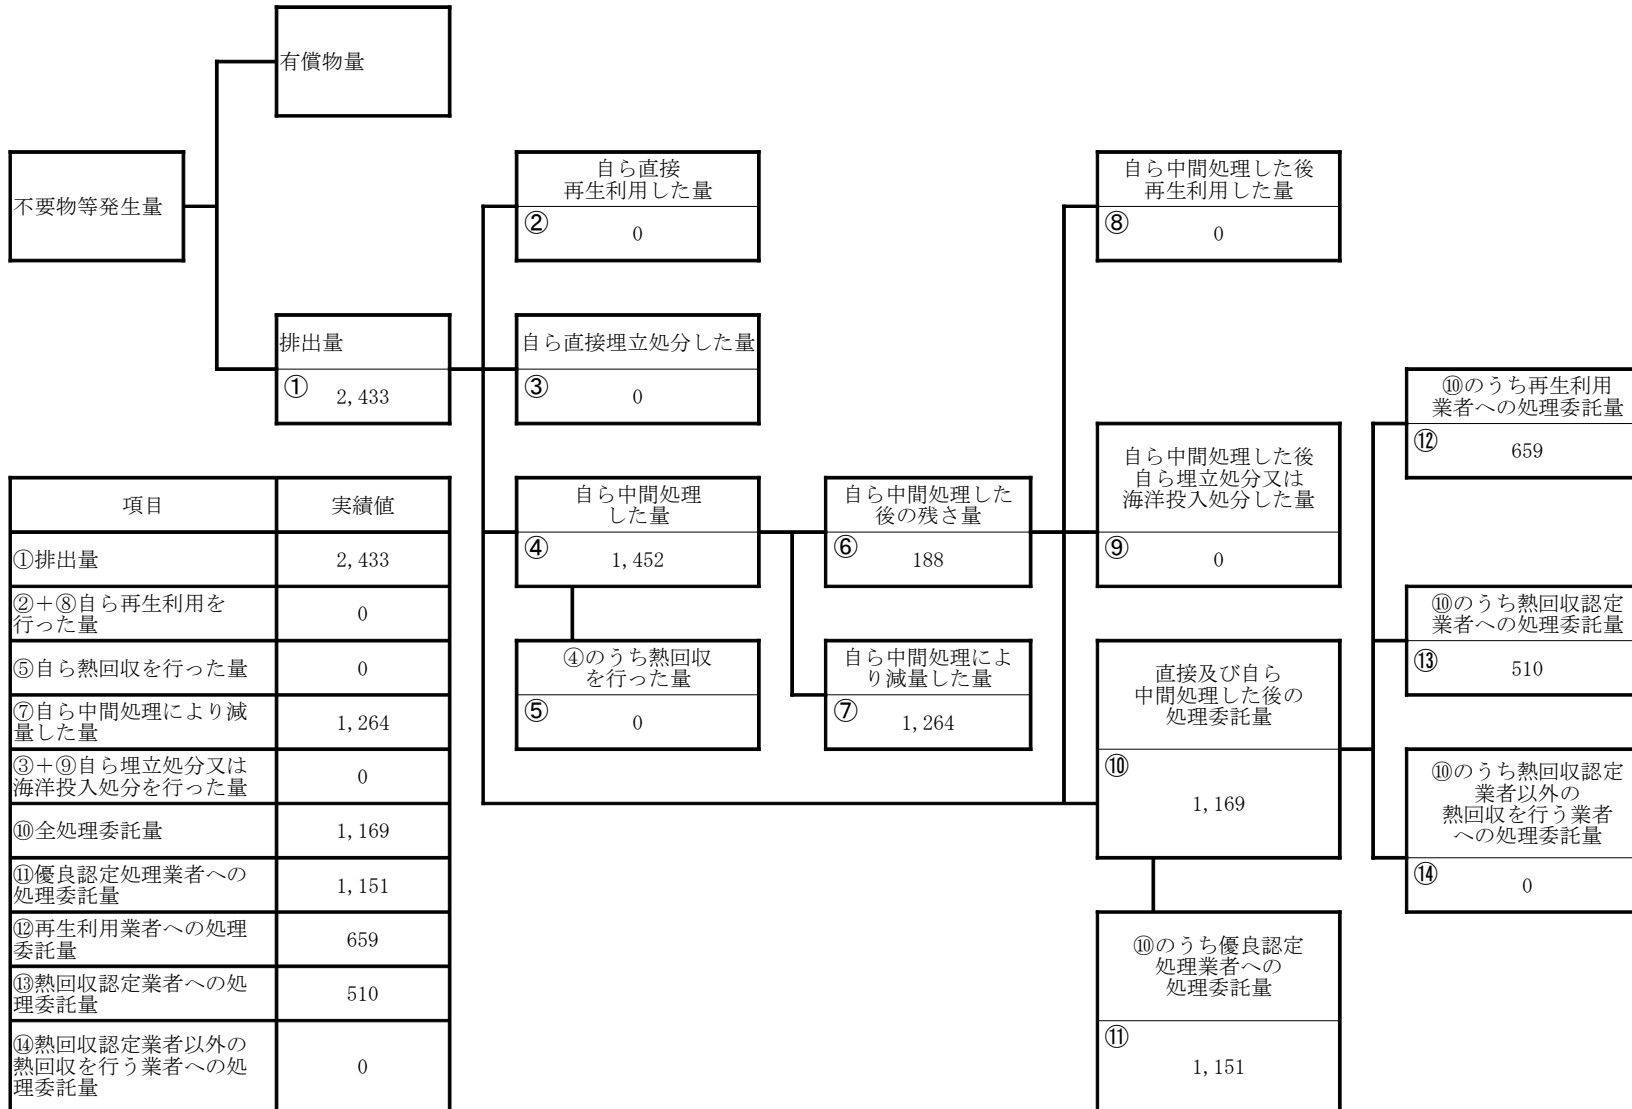 有償物量
不要物等発生量
自ら直接
再生利用した量
②
0
自ら中間処理した後
再生利用した量
⑧
0
排出量
①
2,433
自ら直接埋立処分した量
③
0
⑩のうち再生利用
業者への処理委託量
⑫
659
自ら中間処理
した量
④
1,452
自ら中間処理した
後の残さ量
⑥
188
自ら中間処理した後
自ら埋立処分又は
海洋投入処分した量
⑨
0
④のうち熱回収
を行った量
⑤
0
自ら中間処理によ
り減量した量
⑦
1,264
直接及び自ら
中間処理した後の
処理委託量
⑩
1,169
⑩のうち熱回収認定
業者への処理委託量
⑬
510
⑩のうち熱回収認定
業者以外の
熱回収を行う業者
への処理委託量
⑭
0
⑩のうち優良認定
処理業者への
処理委託量
⑪
1,151
項目 実績値
①排出量 2,433
②+⑧自ら再生利用を
行った量
0
⑤自ら熱回収を行った量 0
⑦自ら中間処理により減
量した量
1,264
③+⑨自ら埋立処分又は
海洋投入処分を行った量
0
⑩全処理委託量 1,169
⑪優良認定処理業者への
処理委託量
1,151
⑫再生利用業者への処理
委託量
659
⑬熱回収認定業者への処
理委託量
510
⑭熱回収認定業者以外の
熱回収を行う業者への処
理委託量
0